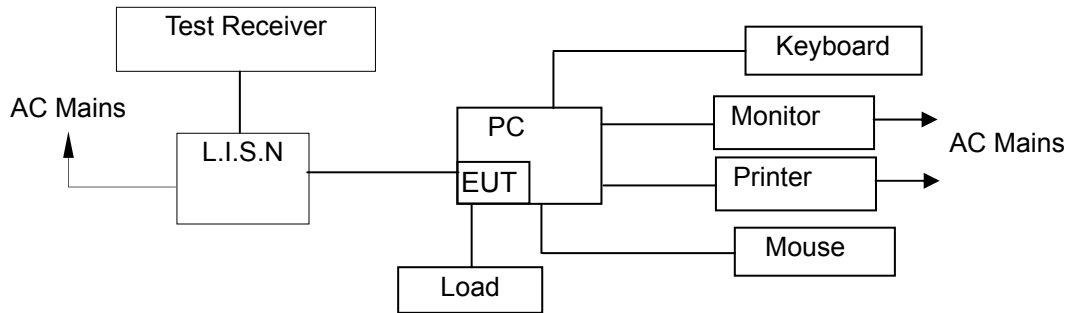 Test Receiver
Keyboard
AC Mains
PC
Monitor
L.I.S.N
AC Mains
EUT
Printer
Mouse
Load